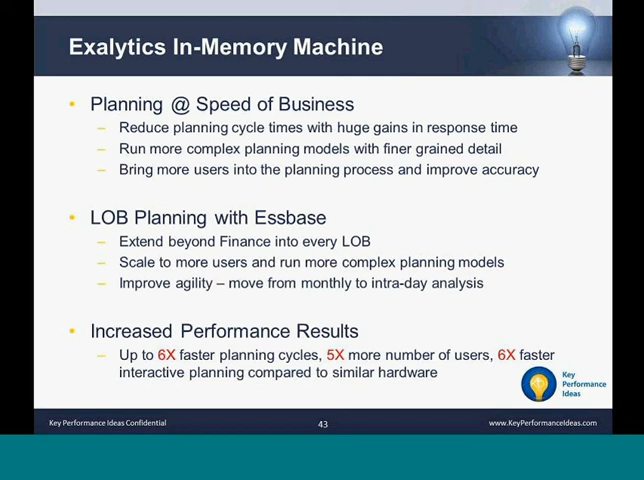 Exalytics In-Memory Machine
• Planning @ Speed of Business
– Reduce planning cycle times with huge gains in response time
– Run more complex planning models with finer grained detail
– Bring more users into the planning process and improve accuracy
• LOB Planning with Essbase
– Extend beyond Finance into every LOB
– Scale to more users and run more complex planning models
– Improve agility – move from monthly to intra-day analysis
• Increased Performance Results
– Up to 6X faster planning cycles, 5X more number of users, 6X faster
interactive planning compared to similar hardware
Key
Performance
Ideas
Key Performance Ideas Confidential
43
www.KeyPerformanceIdeas.com